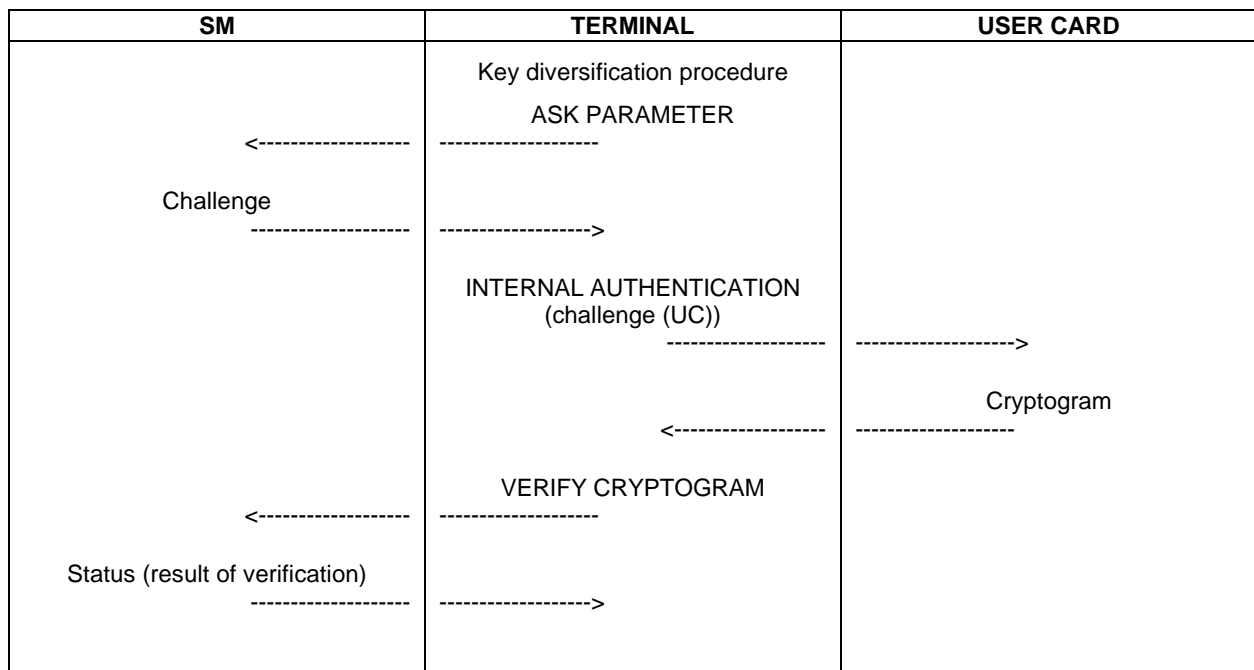 SM TERMINAL USER CARD
Key diversification procedure
ASK PARAMETER
<------------------- --------------------
Challenge
-------------------- ------------------->
INTERNAL AUTHENTICATION
(challenge (UC))
-------------------- -------------------->
Cryptogram
<------------------- --------------------
VERIFY CRYPTOGRAM
<------------------- --------------------
Status (result of verification)
-------------------- ------------------->